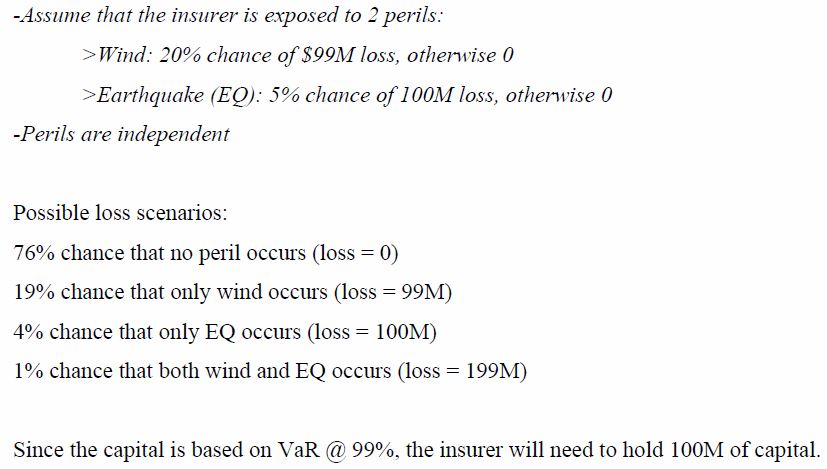 -Assume that the insurer is exposed to 2 perils:
>Wind: 20% chance of $99M loss, otherwise 0
>Earthquake (EQ): 5% chance of 100M loss, otherwise 0
-Perils are independent
Possible loss scenarios:
76% chance that no peril occurs (loss = 0)
19% chance that only wind occurs (loss = 99M)
4% chance that only EQ occurs (loss = 100M)
1% chance that both wind and EQ occurs (loss = 199M)
Since the capital is based on VaR @ 99%, the insurer will need to hold 100M of capital.